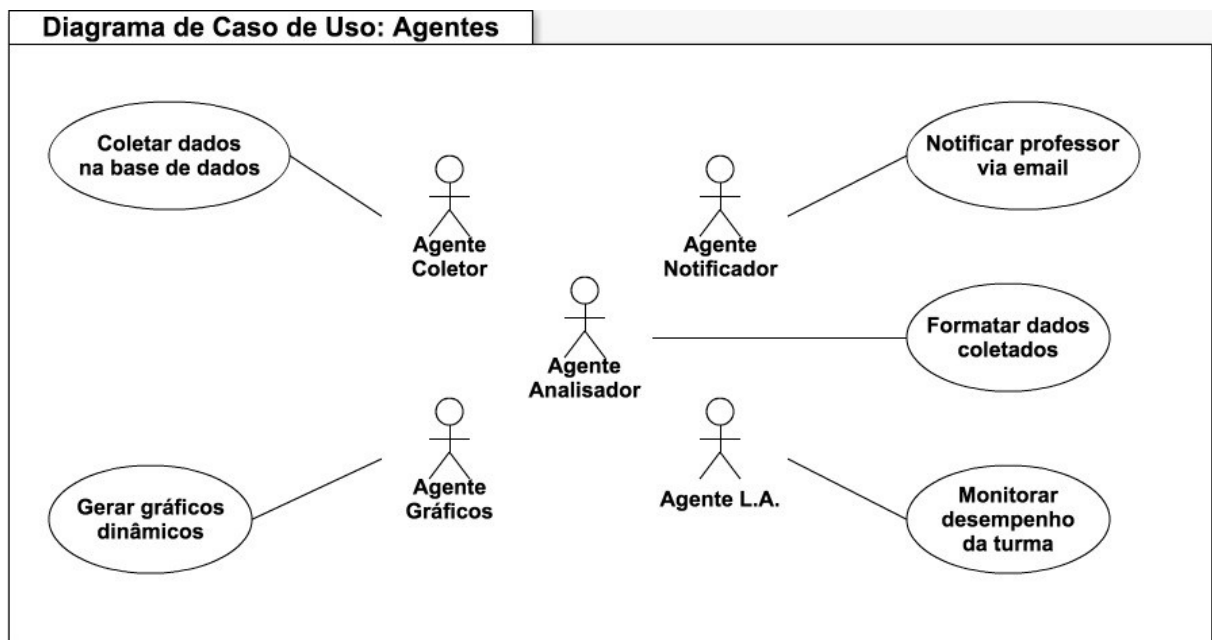 Diagrama de Caso de Uso: Agentes
Coletar dados
na base de dados
Notificar professor
via email
Agente
Coletor
Agente
Notificador
Formatar dados
coletados
Agente
Analisador
Gerar gráficos
dinâmicos
Agente
Gráficos
Agente L.A.
Monitorar
desempenho
da turma